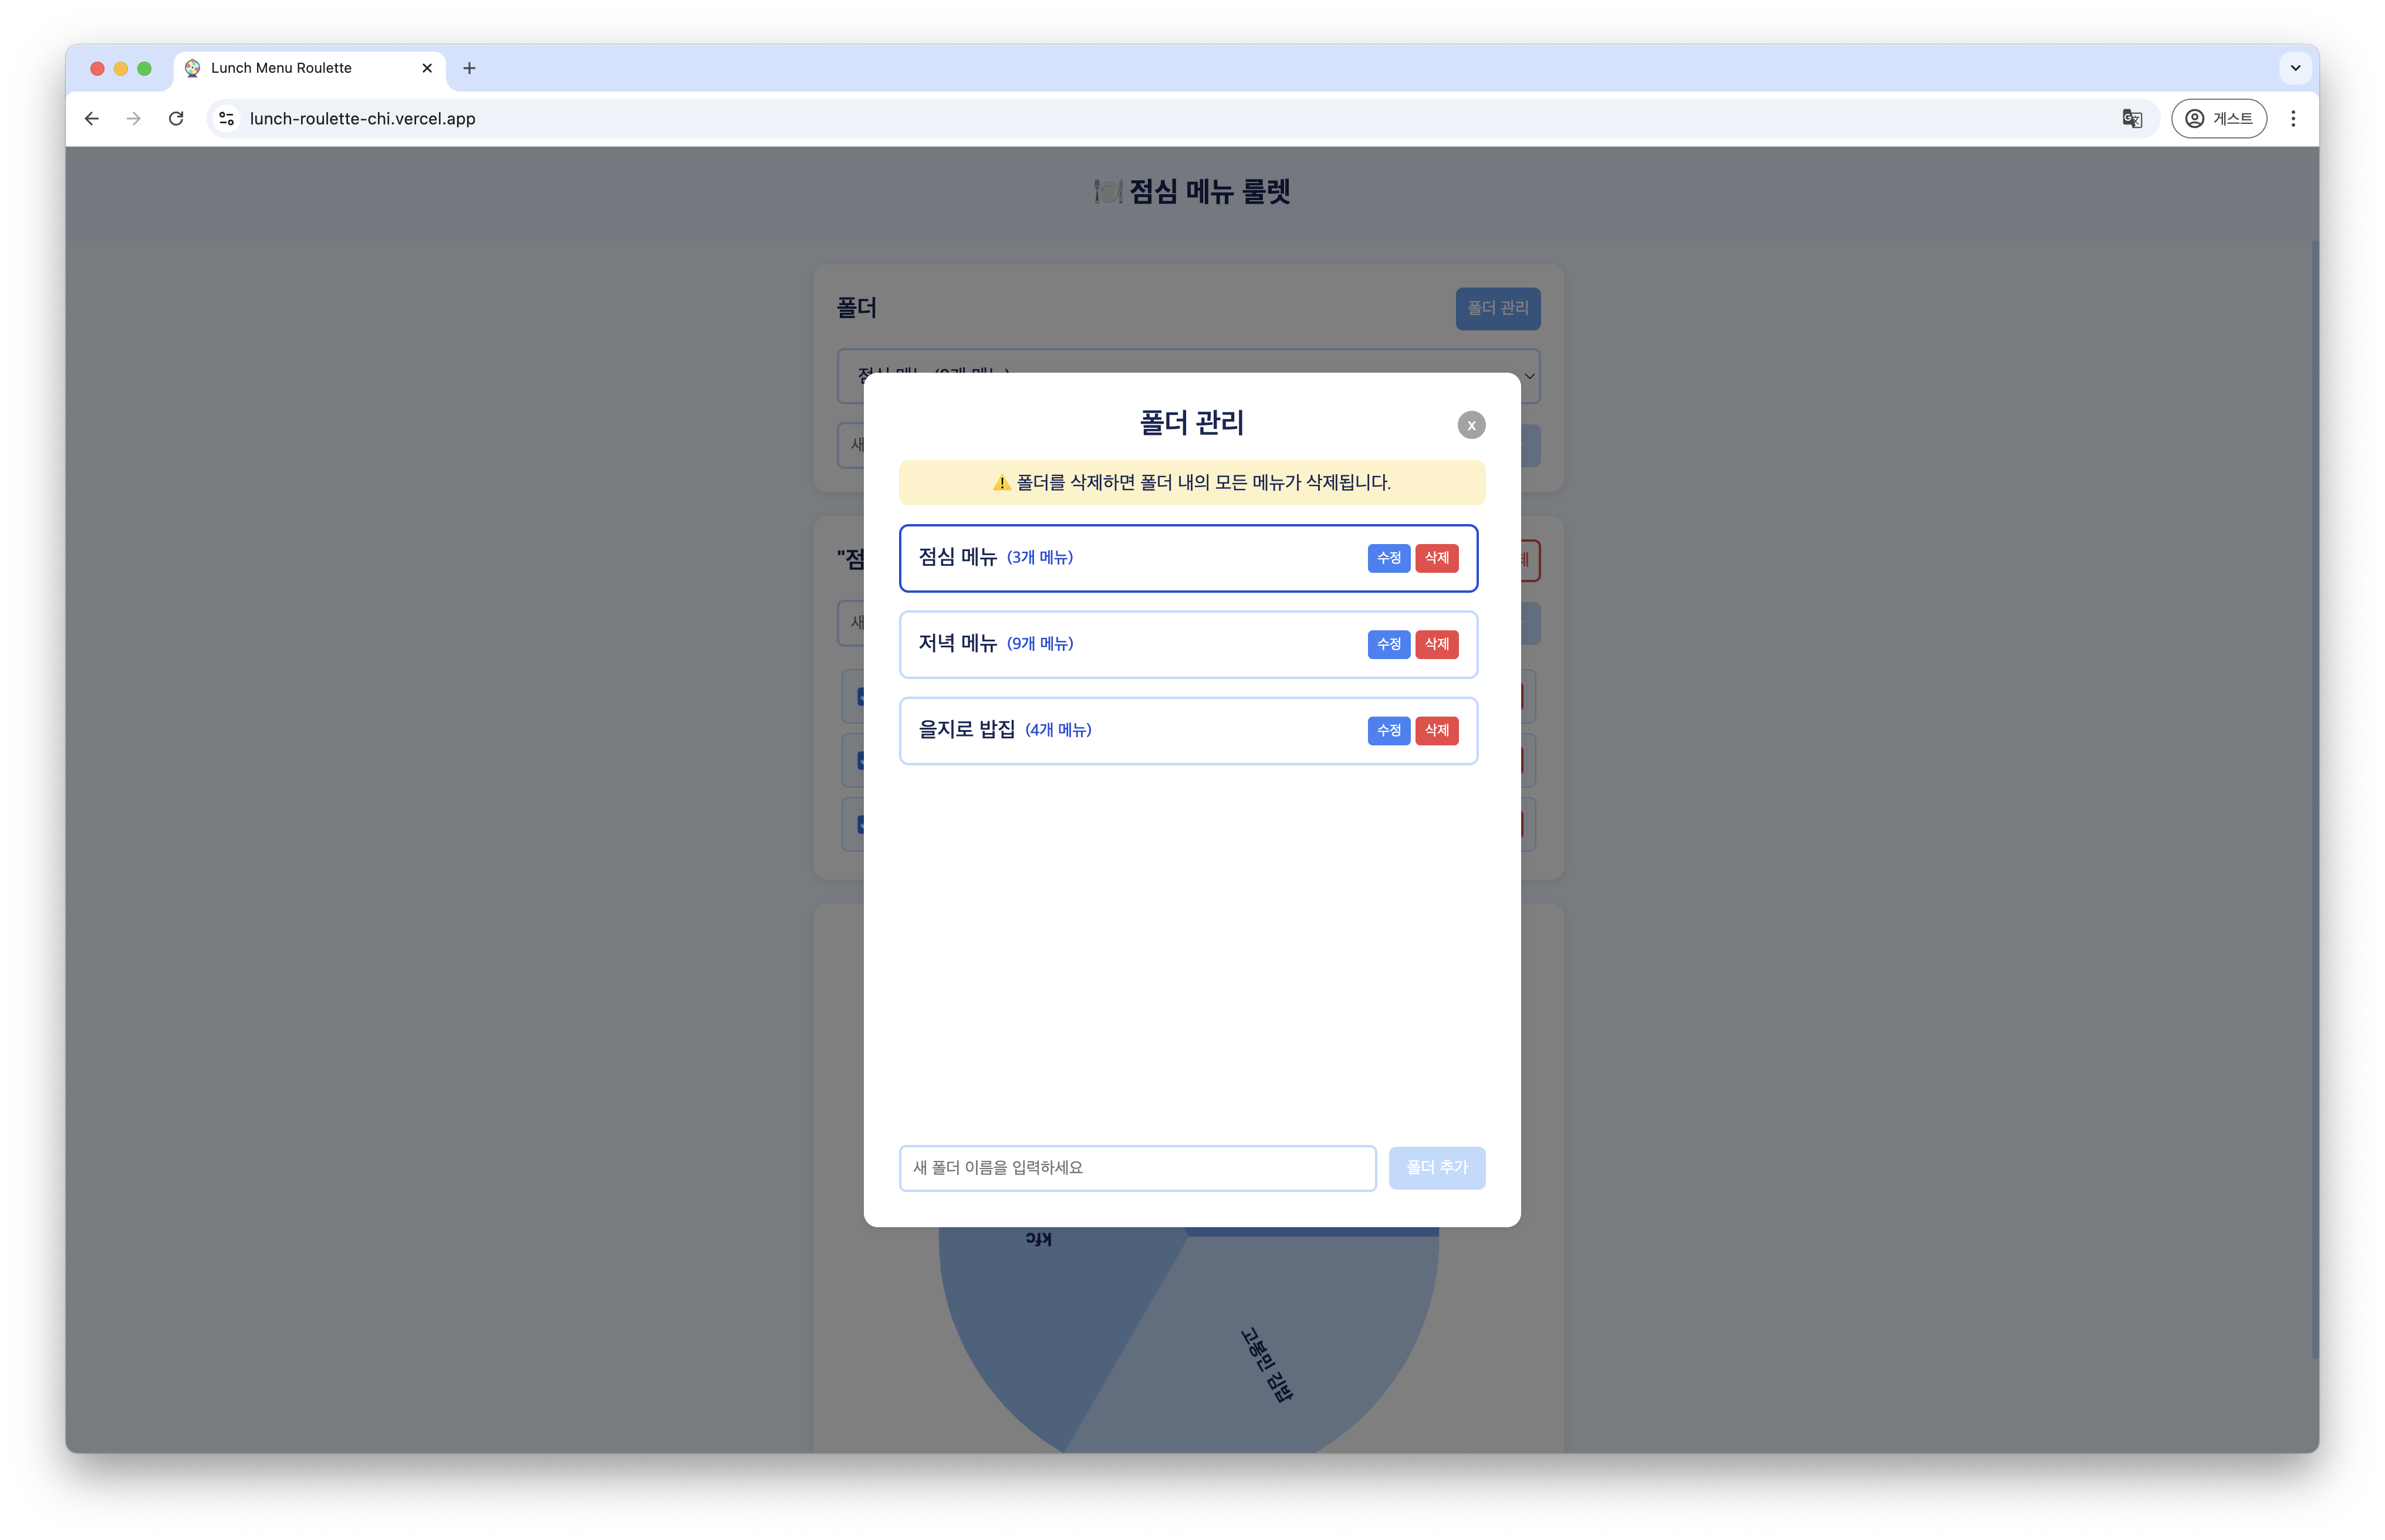 Lunch Menu Roulette
lunch-roulette-chi.vercel.app
게스트
점심 메뉴 룰렛
폴더
폴더 관리
새
"점
새
폴더 관리
x
폴더를 삭제하면 폴더 내의 모든 메뉴가 삭제됩니다.
점심 메뉴 (3개 메뉴) 수정 삭제
저녁 메뉴 (9개 메뉴) 수정 삭제
을지로 밥집 (4개 메뉴) 수정 삭제
새 폴더 이름을 입력하세요 폴더 추가
kfc
고봉민 김밥